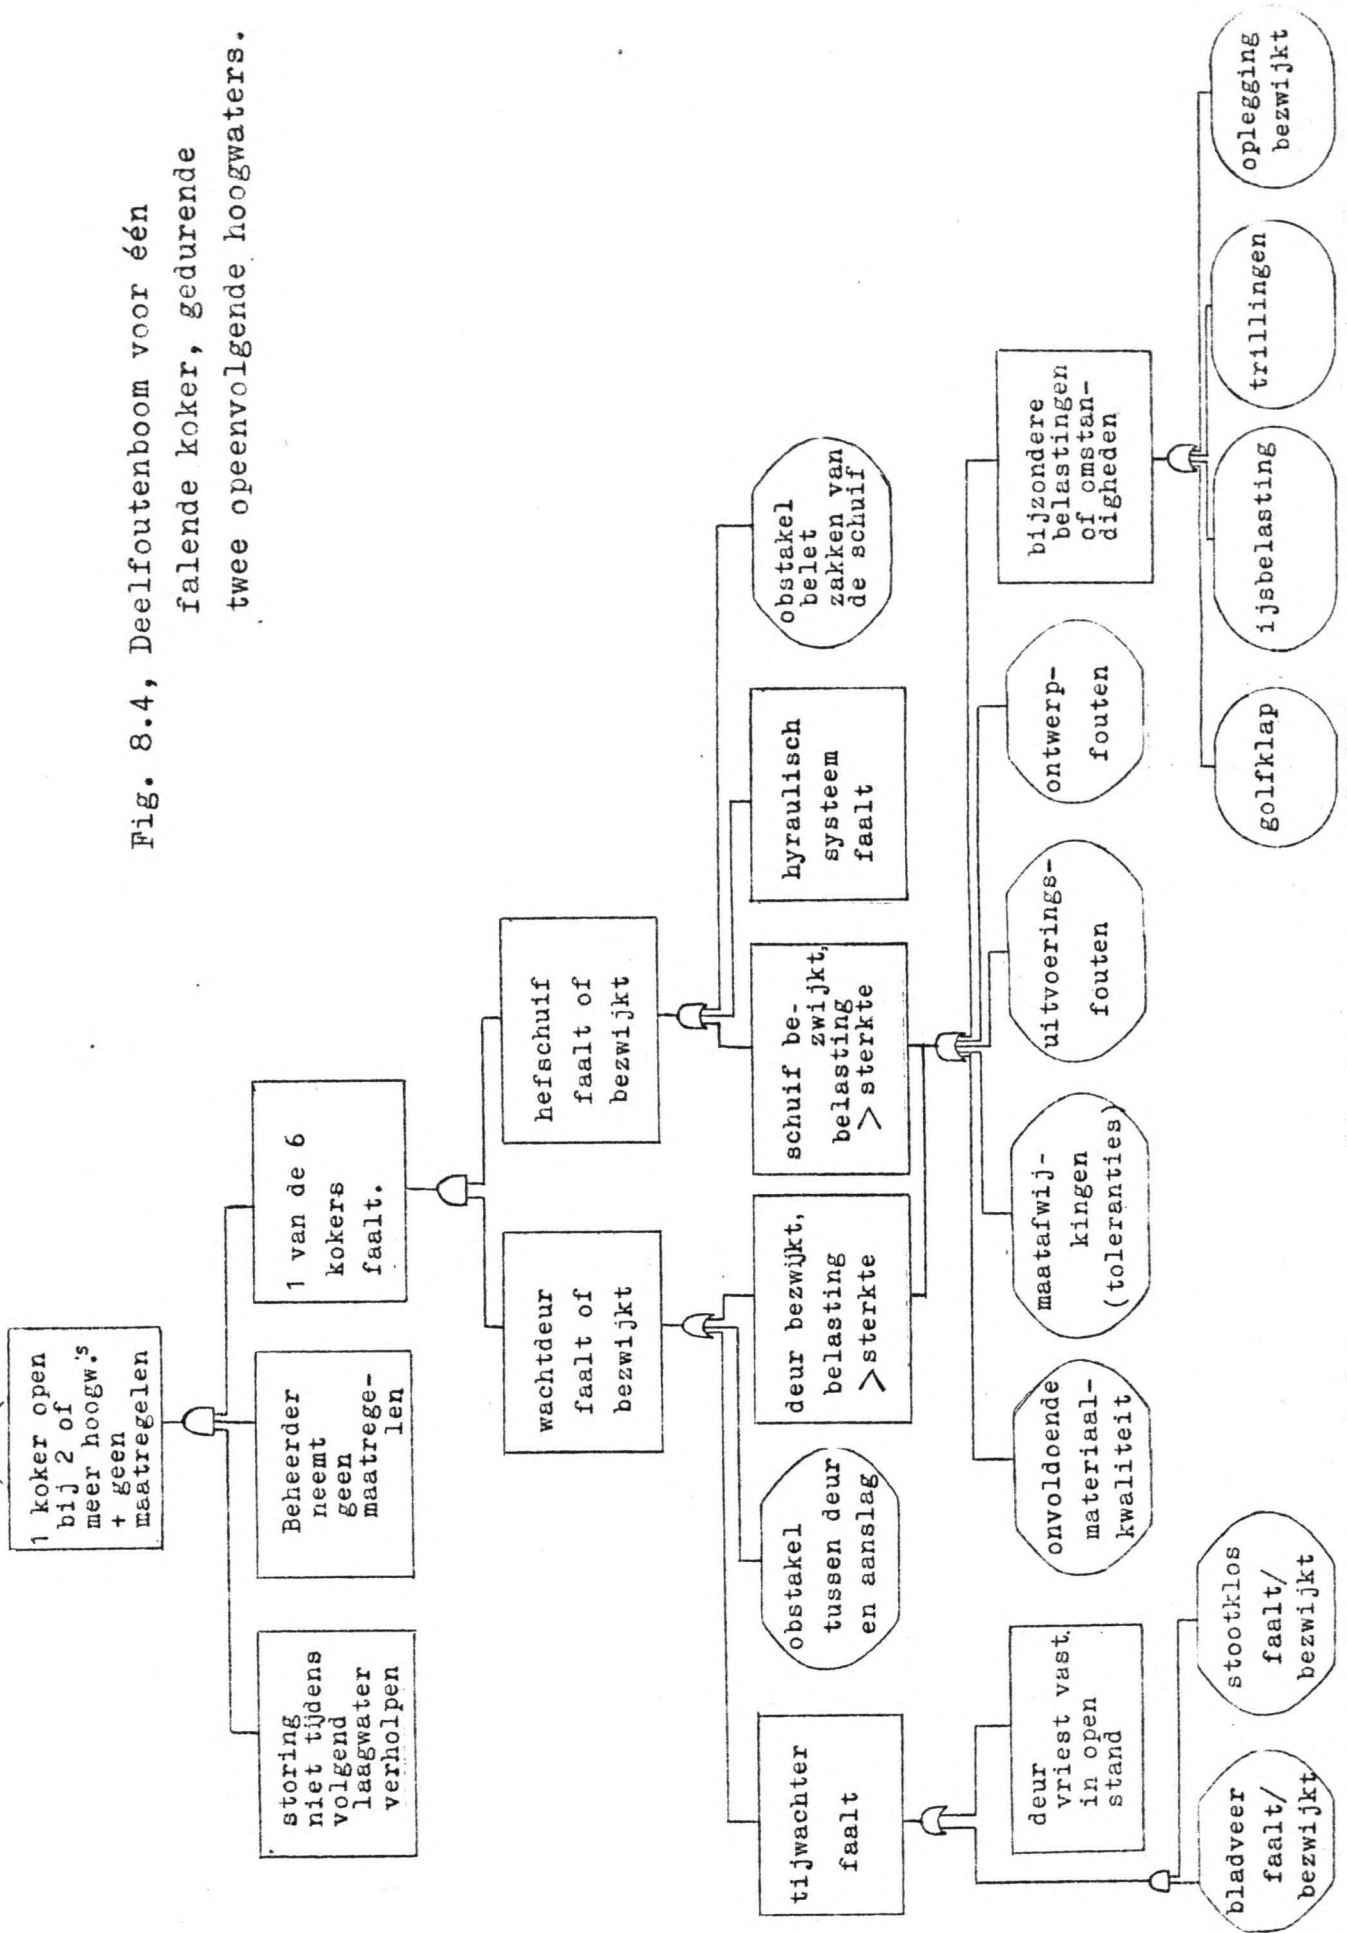 Fig. 8.4, Deelfoutenboom voor één
falende koker, gedurende
twee opeenvolgende hoogwaters.
1 koker open
bij 2 of
meer hoogw.'s
+ geen
maatregelen
storing
niet tijdens
volgend
laagwater
verholpen
Beheerder
neemt
geen
maatrege-
len
1 van de 6
kokers
faalt.
wachtdeur
faalt of
bezwijkt
hefschuif
faalt of
bezwijkt
tijwachter
faalt
obstakel
tussen deur
en aanslag
deur bezwijkt,
belasting
> sterkte
schuif be-
zwijkt,
belasting
> sterkte
hyraulisch
systeem
faalt
obstakel
belet
zakken van
de schuif
deur
vriest vast
in open
stand
onvoldoende
materiaal-
kwaliteit
maatafwij-
kingen
(toleranties)
uitvoerings-
fouten
ontwerp-
fouten
bijzondere
belastingen
of omstan-
digheden
bladveer
faalt/
bezwijkt
stootklos
faalt/
bezwijkt
golfklap
ijsbelasting
trillingen
oplegging
bezwijkt